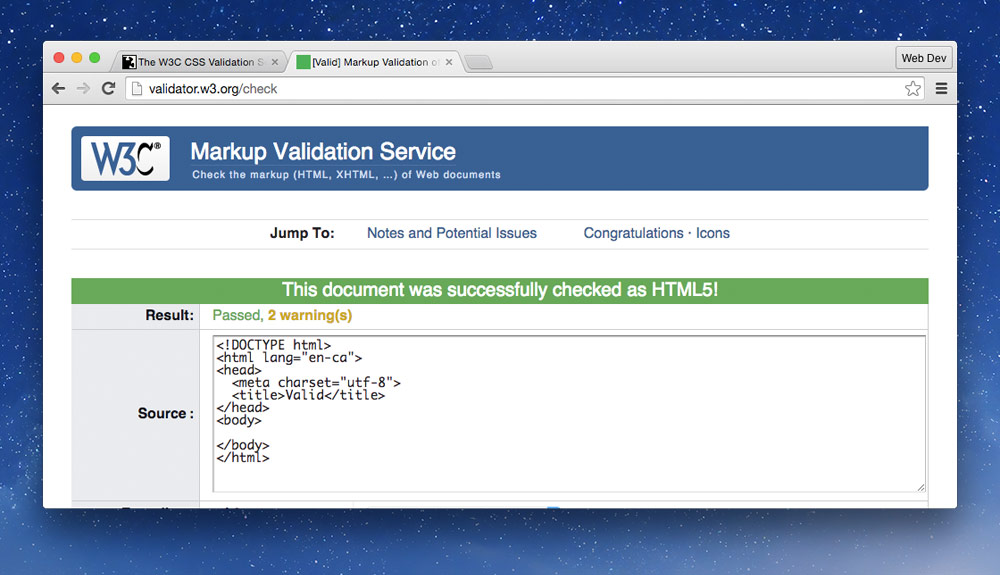 The W3C CSS Validation S
[Valid] Markup Validation o
Web Dev
validator.w3.org/check
W3C®
Markup Validation Service
Check the markup (HTML, XHTML, ...) of Web documents
Jump To: Notes and Potential Issues Congratulations · Icons
This document was successfully checked as HTML5!
Result: Passed, 2 warning(s)
Source :
<!DOCTYPE html>
<html lang="en-ca">
<head>
  <meta charset="utf-8">
  <title>Valid</title>
</head>
<body>

</body>
</html>